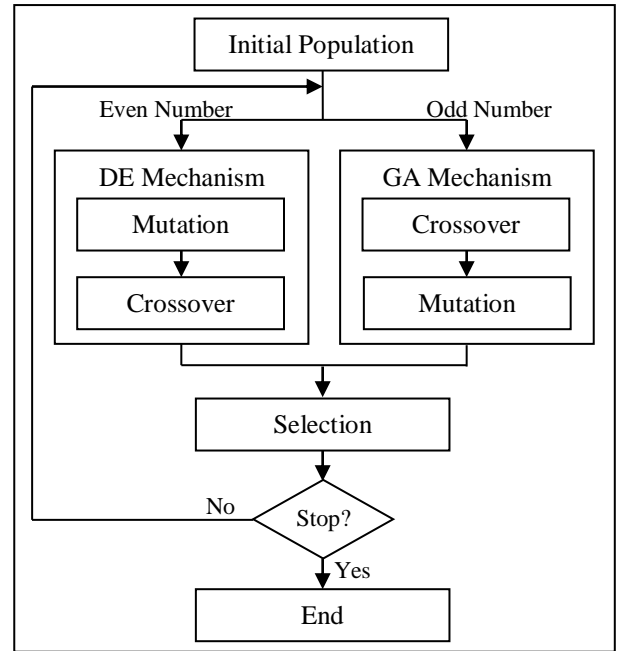 Initial Population
Even Number
Odd Number
DE Mechanism
Mutation
Crossover
GA Mechanism
Crossover
Mutation
Selection
Stop?
No
Yes
End